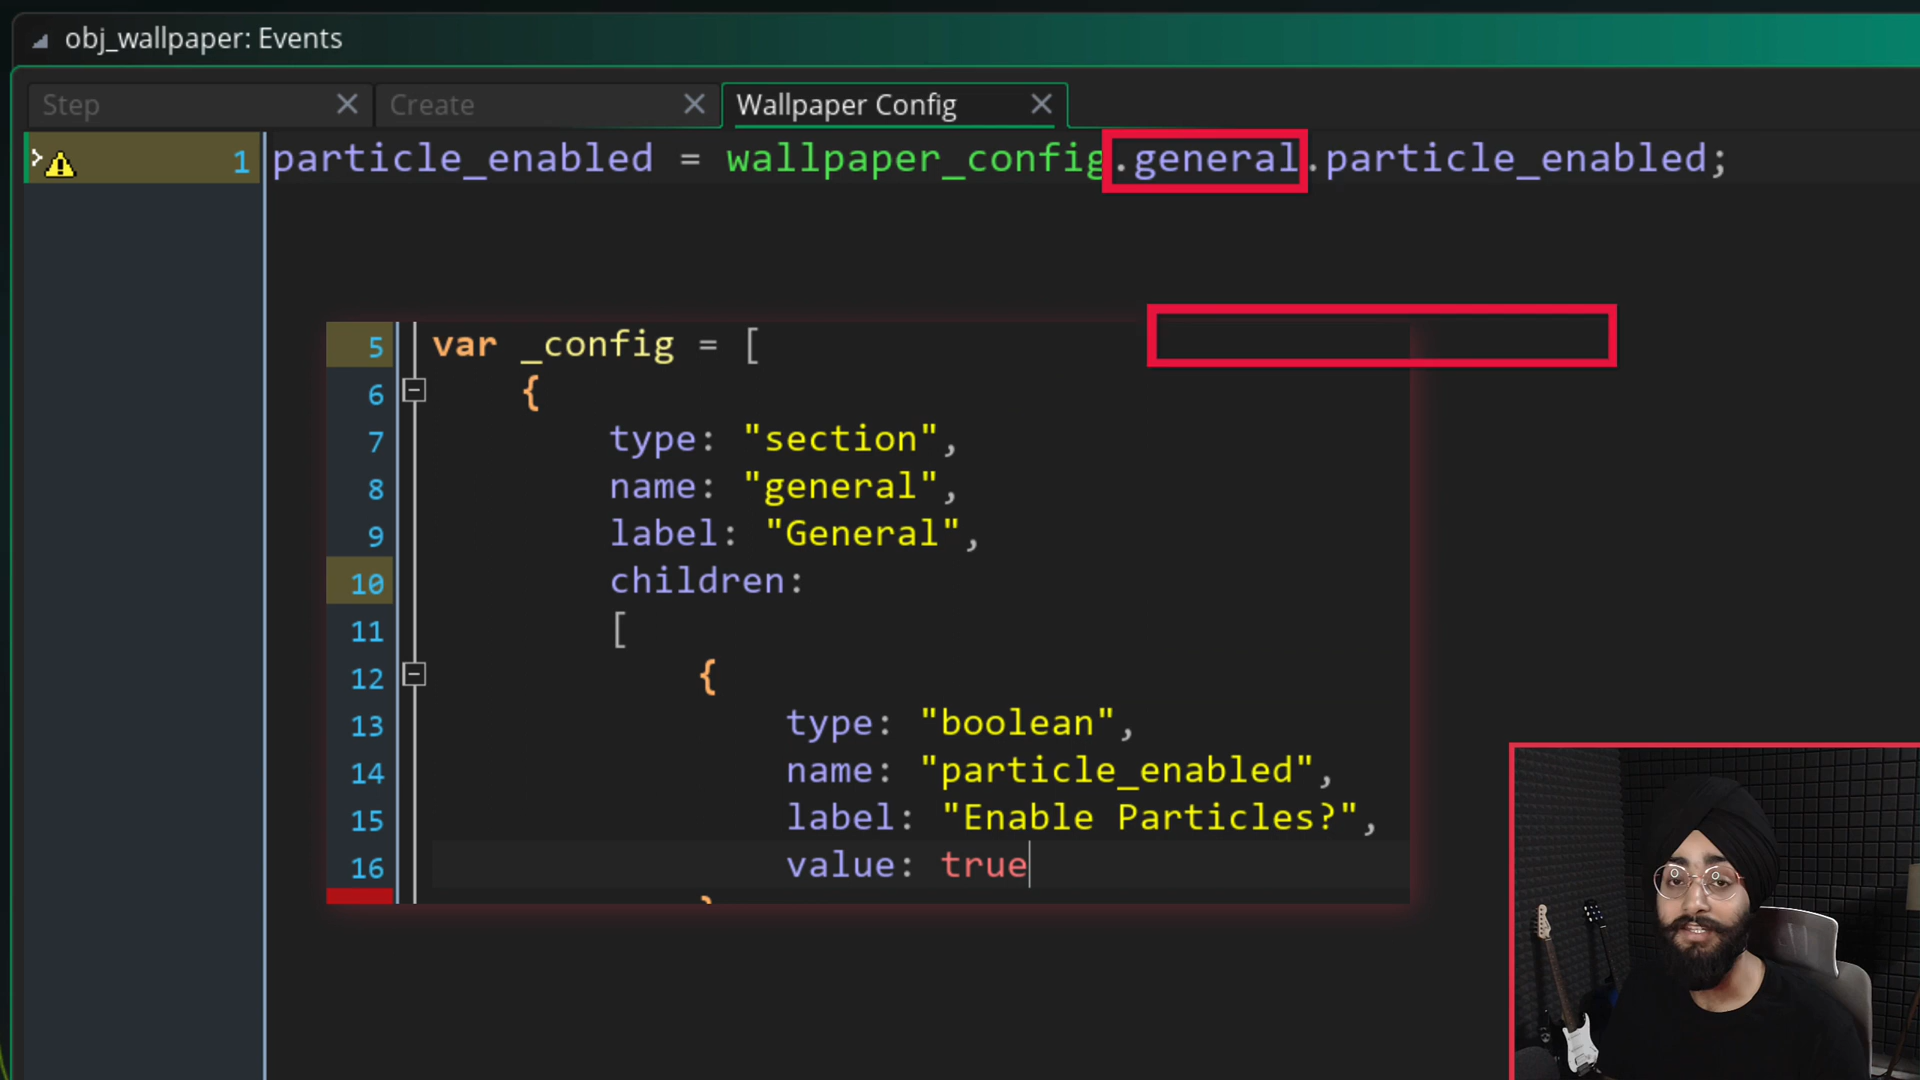 obj_wallpaper: Events
Step
Create
Wallpaper Config
1 particle_enabled = wallpaper_config.general.particle_enabled;
5 var _config = [
6 {
7 type: "section",
8 name: "general",
9 label: "General",
10 children:
11 [
12 {
13 type: "boolean",
14 name: "particle_enabled",
15 label: "Enable Particles?",
16 value: true